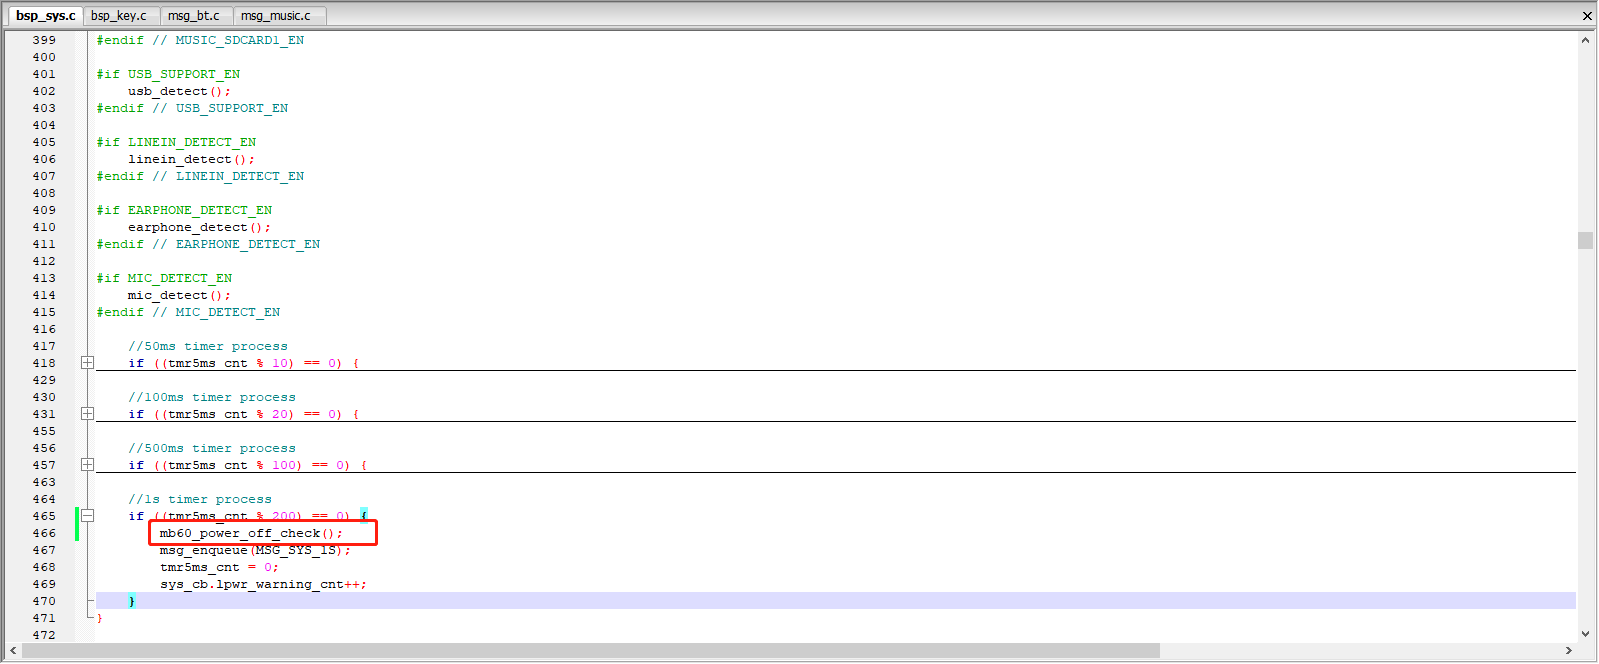 bsp_sys.c bsp_key.c msg_bt.c msg_music.c
399 #endif // MUSIC_SDCARD1_EN
400
401 #if USB_SUPPORT_EN
402 usb_detect();
403 #endif // USB_SUPPORT_EN
404
405 #if LINEIN_DETECT_EN
406 linein_detect();
407 #endif // LINEIN_DETECT_EN
408
409 #if EARPHONE_DETECT_EN
410 earphone_detect();
411 #endif // EARPHONE_DETECT_EN
412
413 #if MIC_DETECT_EN
414 mic_detect();
415 #endif // MIC_DETECT_EN
416
417 //50ms timer process
418 if ((tmr5ms_cnt % 10) == 0) {
429
430 //100ms timer process
431 if ((tmr5ms_cnt % 20) == 0) {
455
456 //500ms timer process
457 if ((tmr5ms_cnt % 100) == 0) {
463
464 //1s timer process
465 if ((tmr5ms_cnt % 200) == 0) {
466 mb60_power_off_check();
467 msg_enqueue(MSG_SYS_1S);
468 tmr5ms_cnt = 0;
469 sys_cb.lpwr_warning_cnt++;
470 }
471 }
472